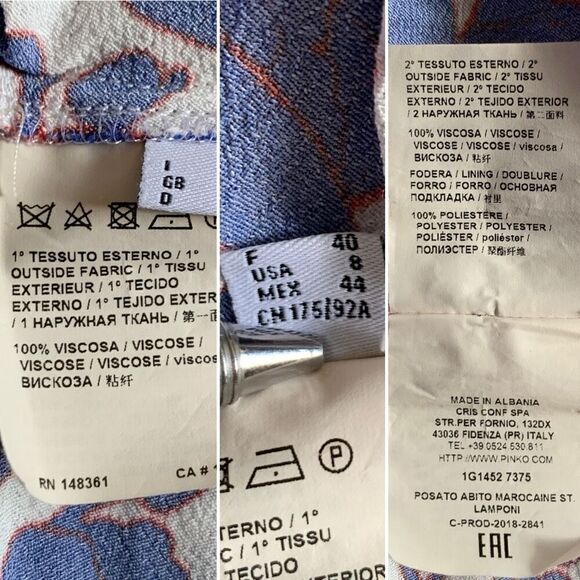 I
GB
D
1° TESSUTO ESTERNO / 1°
OUTSIDE FABRIC / 1° TISSU
EXTERIEUR / 1° TECIDO
EXTERNO / 1° TEJIDO EXTER
/ 1 НАРУЖНАЯ ТКАНЬ / 第一面
100% VISCOSA / VISCOSE /
VISCOSE / VISCOSE / viscos
ВИСКОЗА / 粘纤
RN 148361 CA #
F 40
USA 8
MEX 44
CN 175/92A
P
TERNO / 1°
C / 1° TISSU
TECIDO
ERIOR
2° TESSUTO ESTERNO / 2°
OUTSIDE FABRIC / 2° TISSU
EXTERIEUR / 2° TECIDO
EXTERNO / 2° TEJIDO EXTERIOR
/ 2 НАРУЖНАЯ ТКАНЬ / 第二面料
100% VISCOSA / VISCOSE /
VISCOSE / VISCOSE / viscosa /
ВИСКОЗА / 粘纤
FODERA / LINING / DOUBLURE /
FORRO / FORRO / ОСНОВНАЯ
ПОДКЛАДКА / 衬里
100% POLIESTERE /
POLYESTER / POLYESTER /
POLIÉSTER / poliéster /
ПОЛИЭСТЕР / 聚酯纤维
MADE IN ALBANIA
CRIS CONF SPA
STR.PER FORNIO, 132DX
43036 FIDENZA (PR) ITALY
TEL +39.0524.530.811
HTTP://WWW.PINKO.COM
1G1452 7375
POSATO ABITO MAROCAINE ST.
LAMPONI
C-PROD-2018-2841
EAC